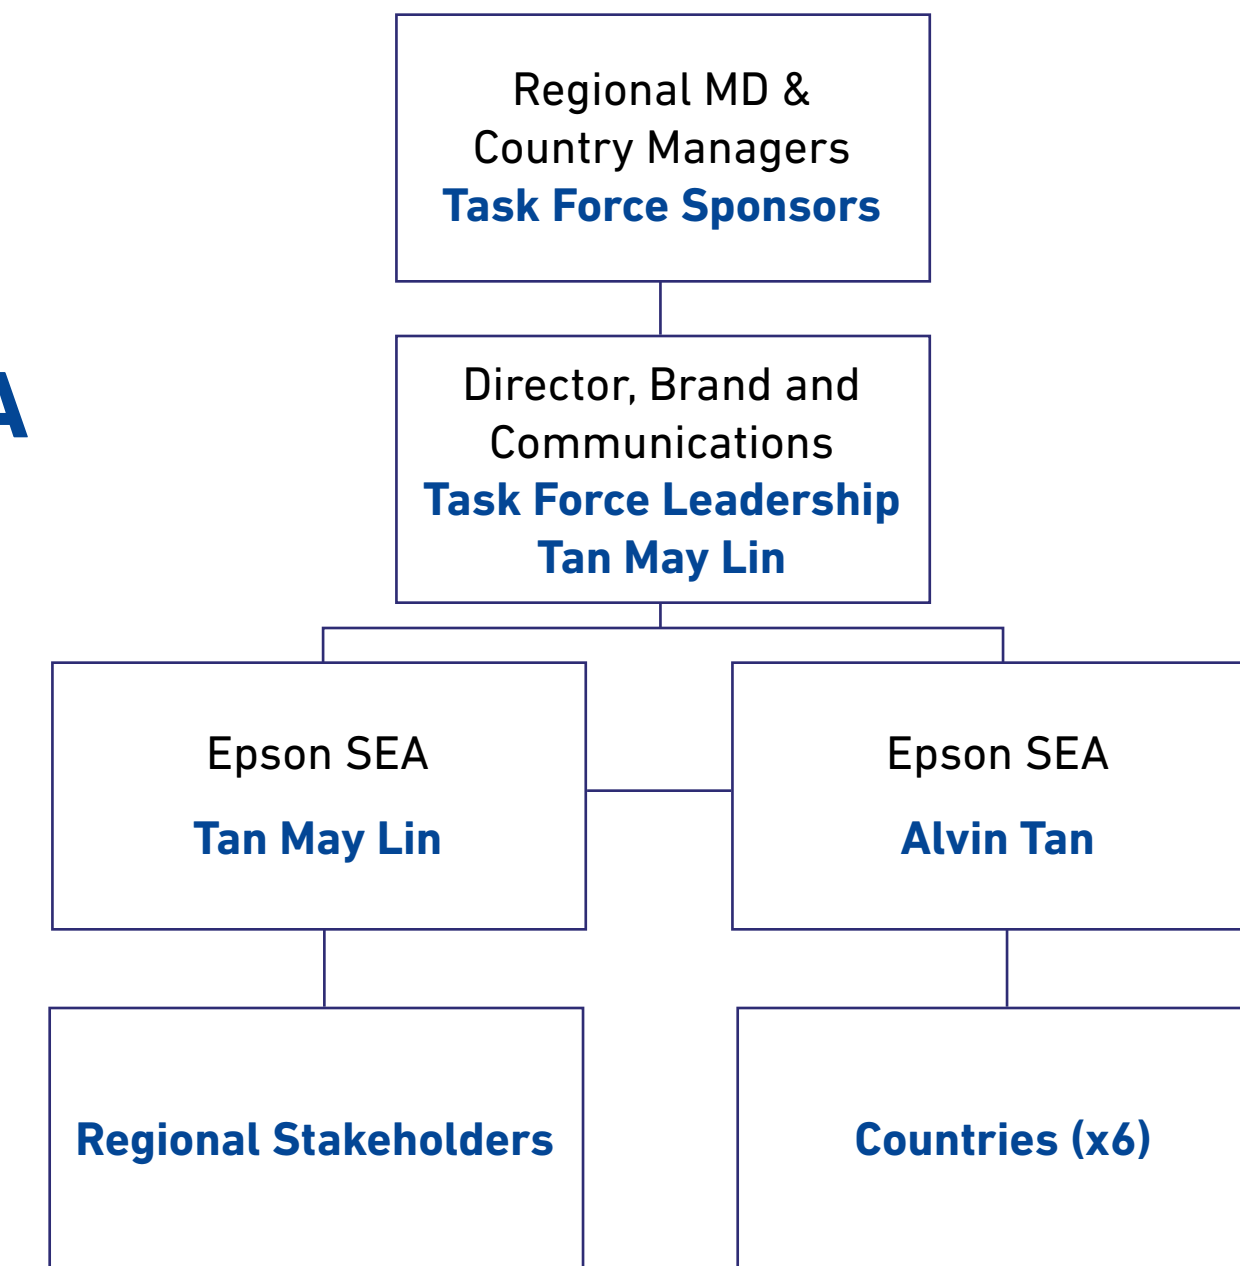 Regional MD &
Country Managers
Task Force Sponsors
Director, Brand and
Communications
Task Force Leadership
Tan May Lin
A
Epson SEA
Tan May Lin
Epson SEA
Alvin Tan
Regional Stakeholders
Countries (x6)